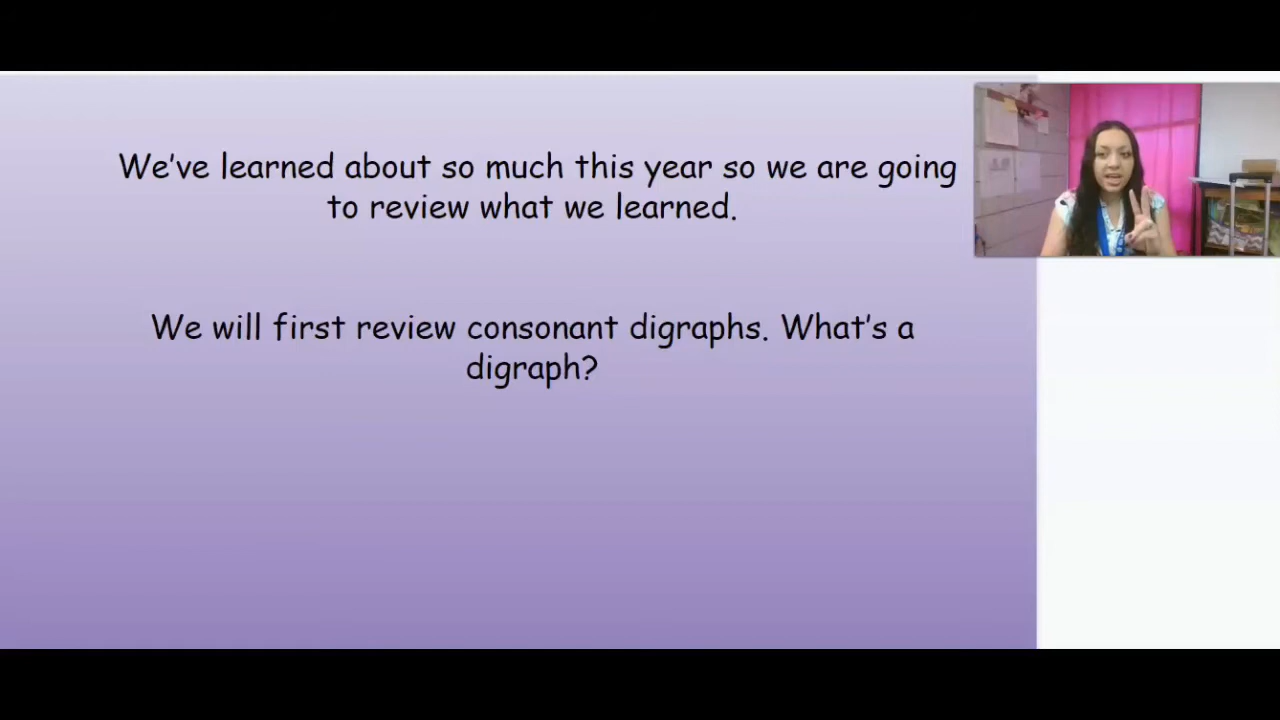 We've learned about so much this year so we are going
to review what we learned.
We will first review consonant digraphs. What's a
digraph?